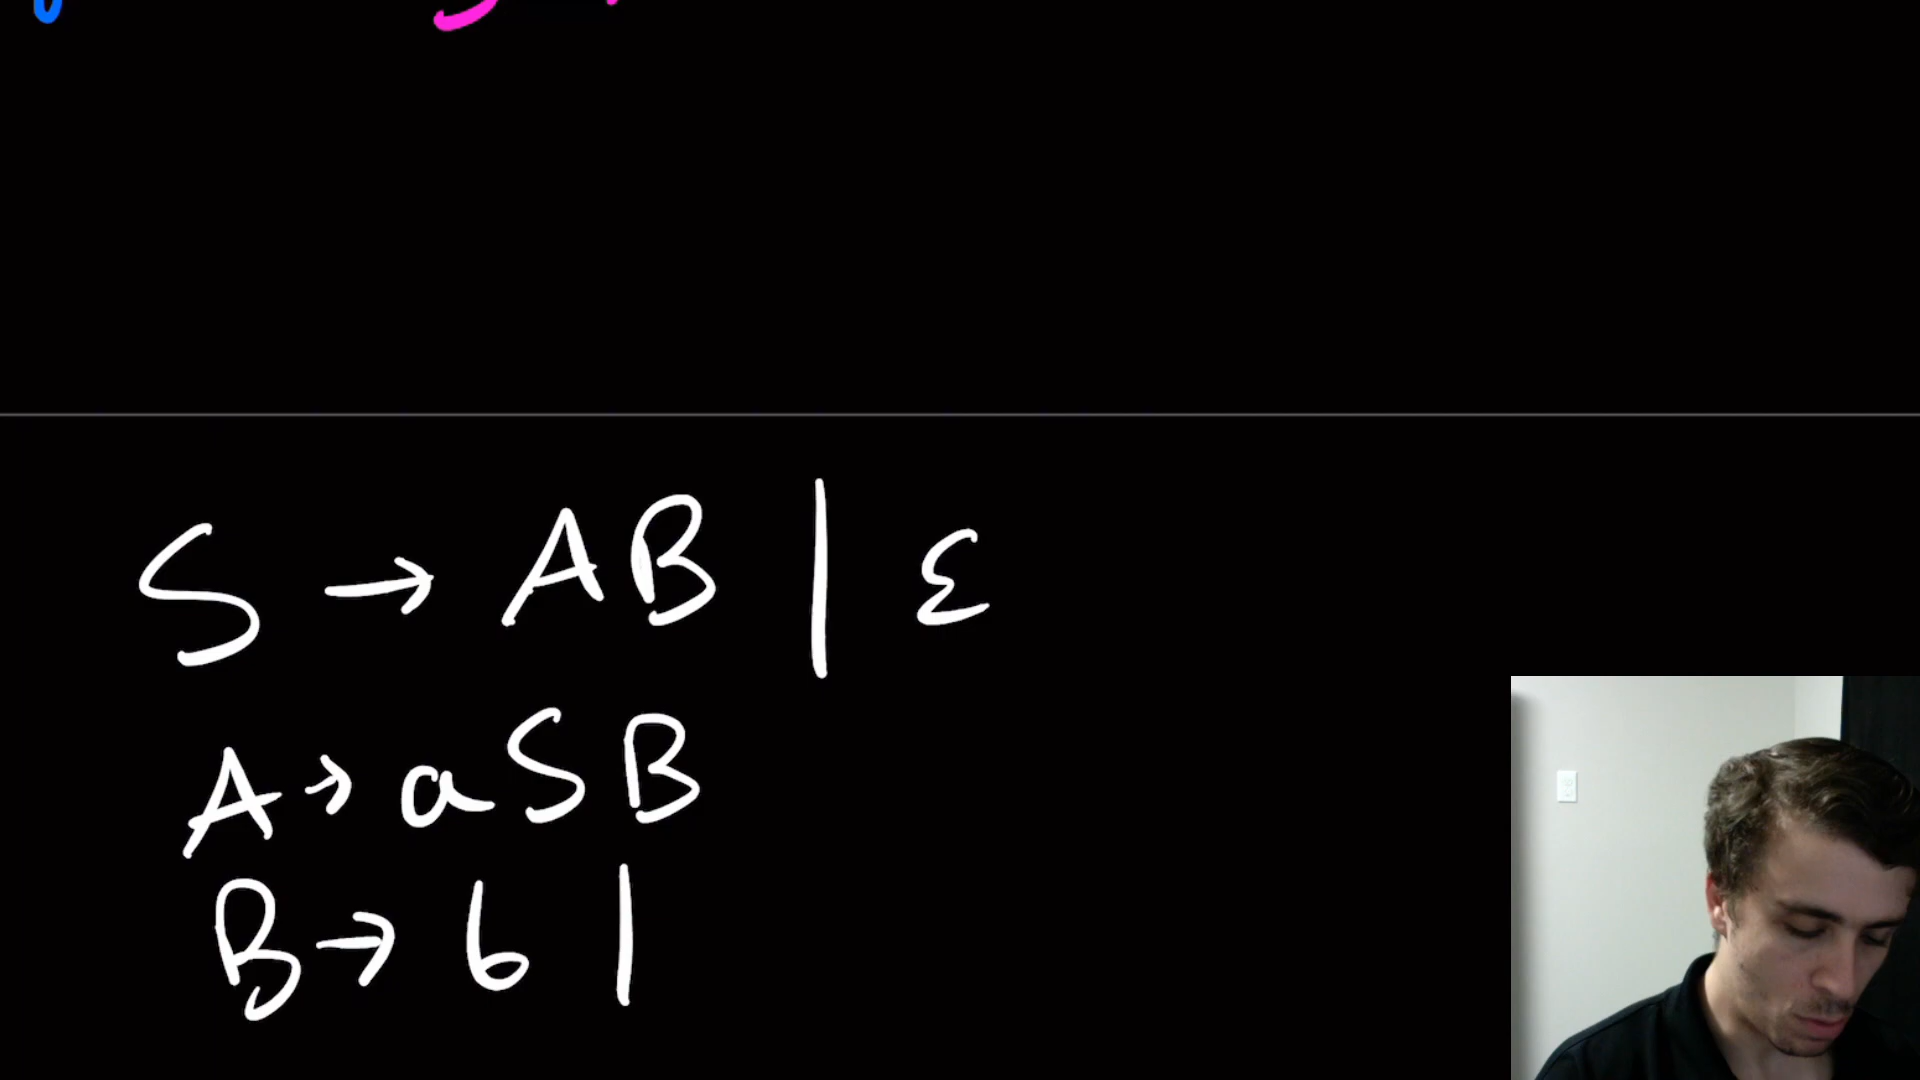 S → AB | ε
A → aSB
B → b |